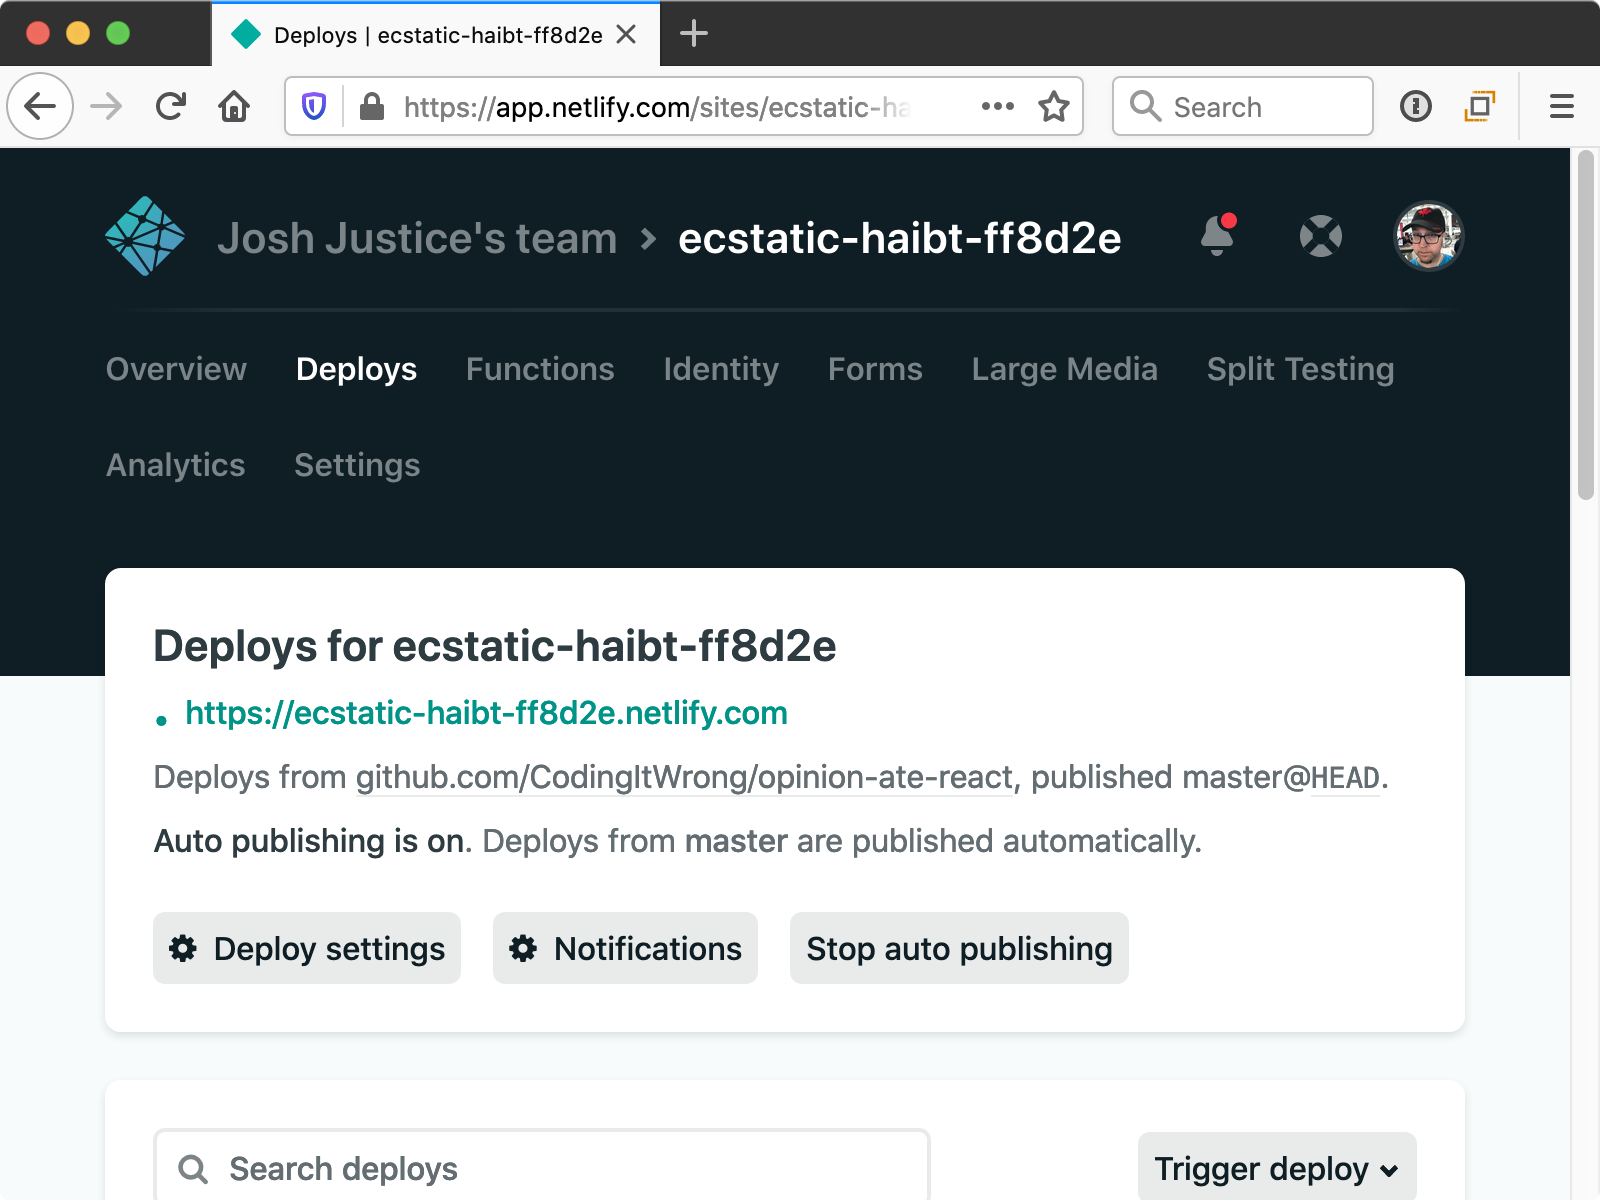 Deploys | ecstatic-haibt-ff8d2e
https://app.netlify.com/sites/ecstatic-ha
Search
Josh Justice's team > ecstatic-haibt-ff8d2e
Overview Deploys Functions Identity Forms Large Media Split Testing
Analytics Settings
Deploys for ecstatic-haibt-ff8d2e
• https://ecstatic-haibt-ff8d2e.netlify.com
Deploys from github.com/CodingItWrong/opinion-ate-react, published master@HEAD.
Auto publishing is on. Deploys from master are published automatically.
Deploy settings Notifications Stop auto publishing
Search deploys Trigger deploy